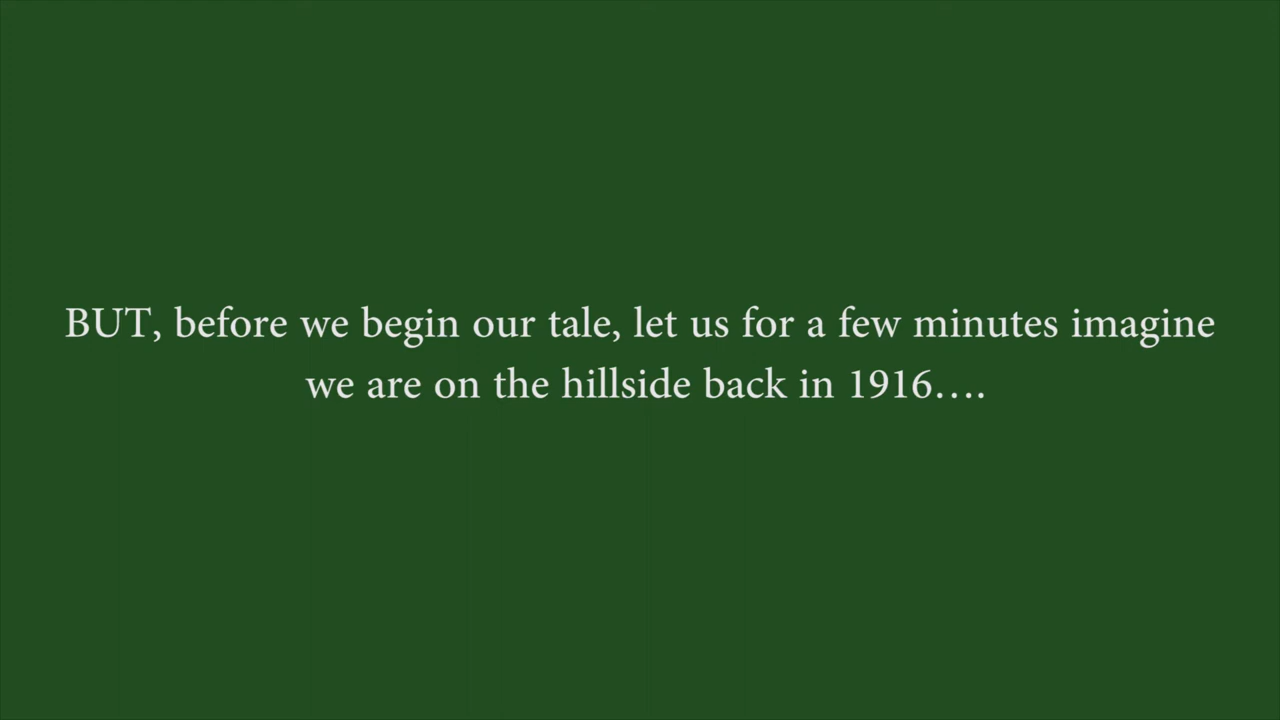 BUT, before we begin our tale, let us for a few minutes imagine
we are on the hillside back in 1916….